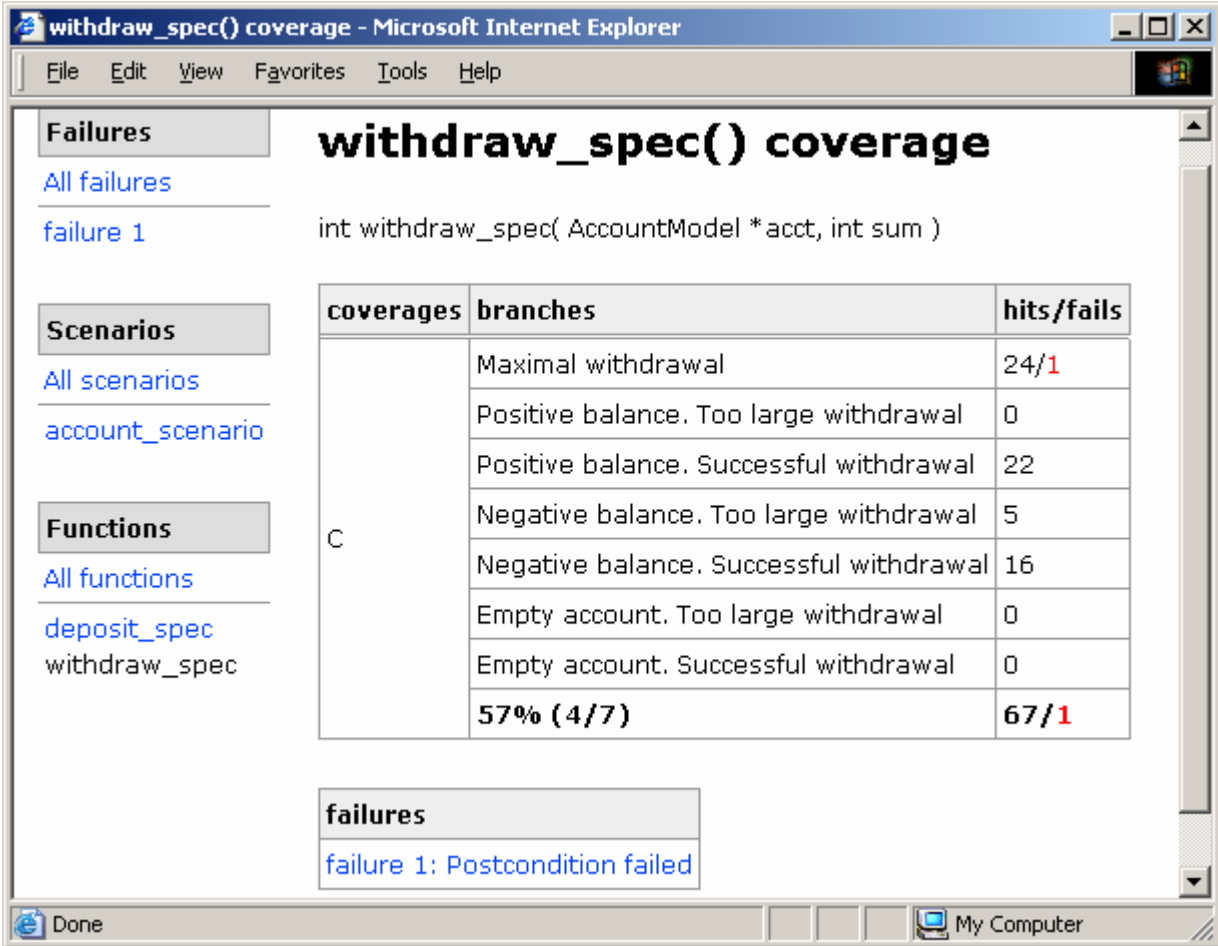 withdraw_spec() coverage - Microsoft Internet Explorer
File Edit View Favorites Tools Help
Failures
All failures
failure 1
Scenarios
All scenarios
account_scenario
Functions
All functions
deposit_spec
withdraw_spec
withdraw_spec() coverage
int withdraw_spec( AccountModel *acct, int sum )
coverages branches hits/fails
C
Maximal withdrawal 24/1
Positive balance. Too large withdrawal 0
Positive balance. Successful withdrawal 22
Negative balance. Too large withdrawal 5
Negative balance. Successful withdrawal 16
Empty account. Too large withdrawal 0
Empty account. Successful withdrawal 0
57% (4/7) 67/1
failures
failure 1: Postcondition failed
Done My Computer